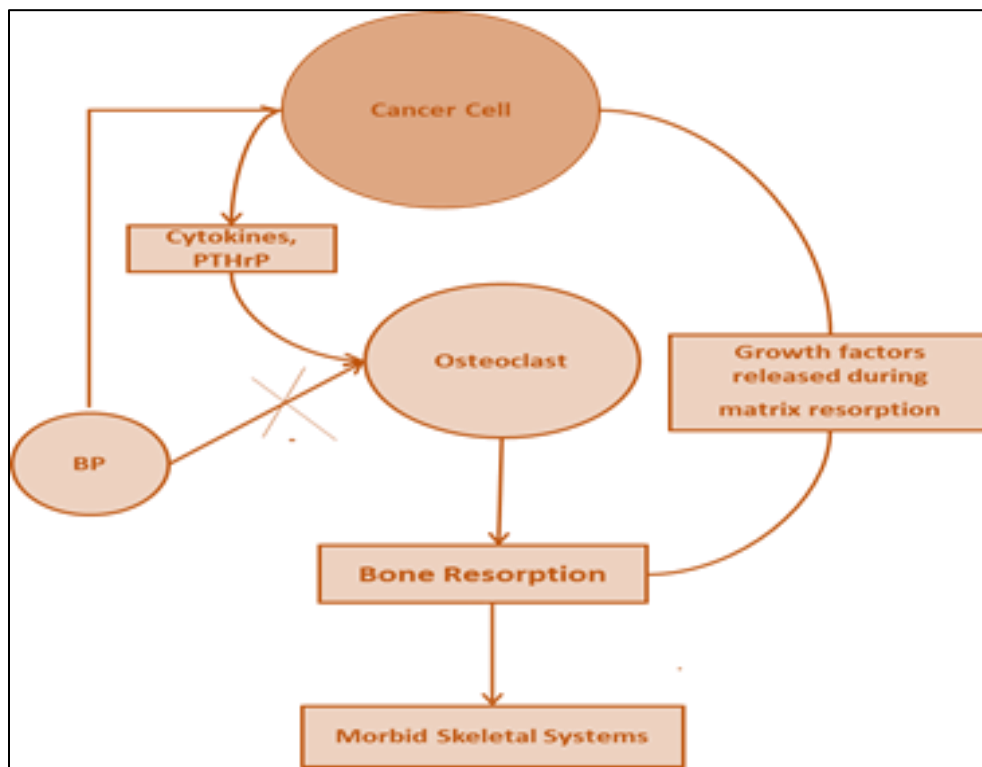 Cancer Cell
Cytokines,
PTHrP
Osteoclast
Growth factors
released during
matrix resorption
BP
Bone Resorption
Morbid Skeletal Systems